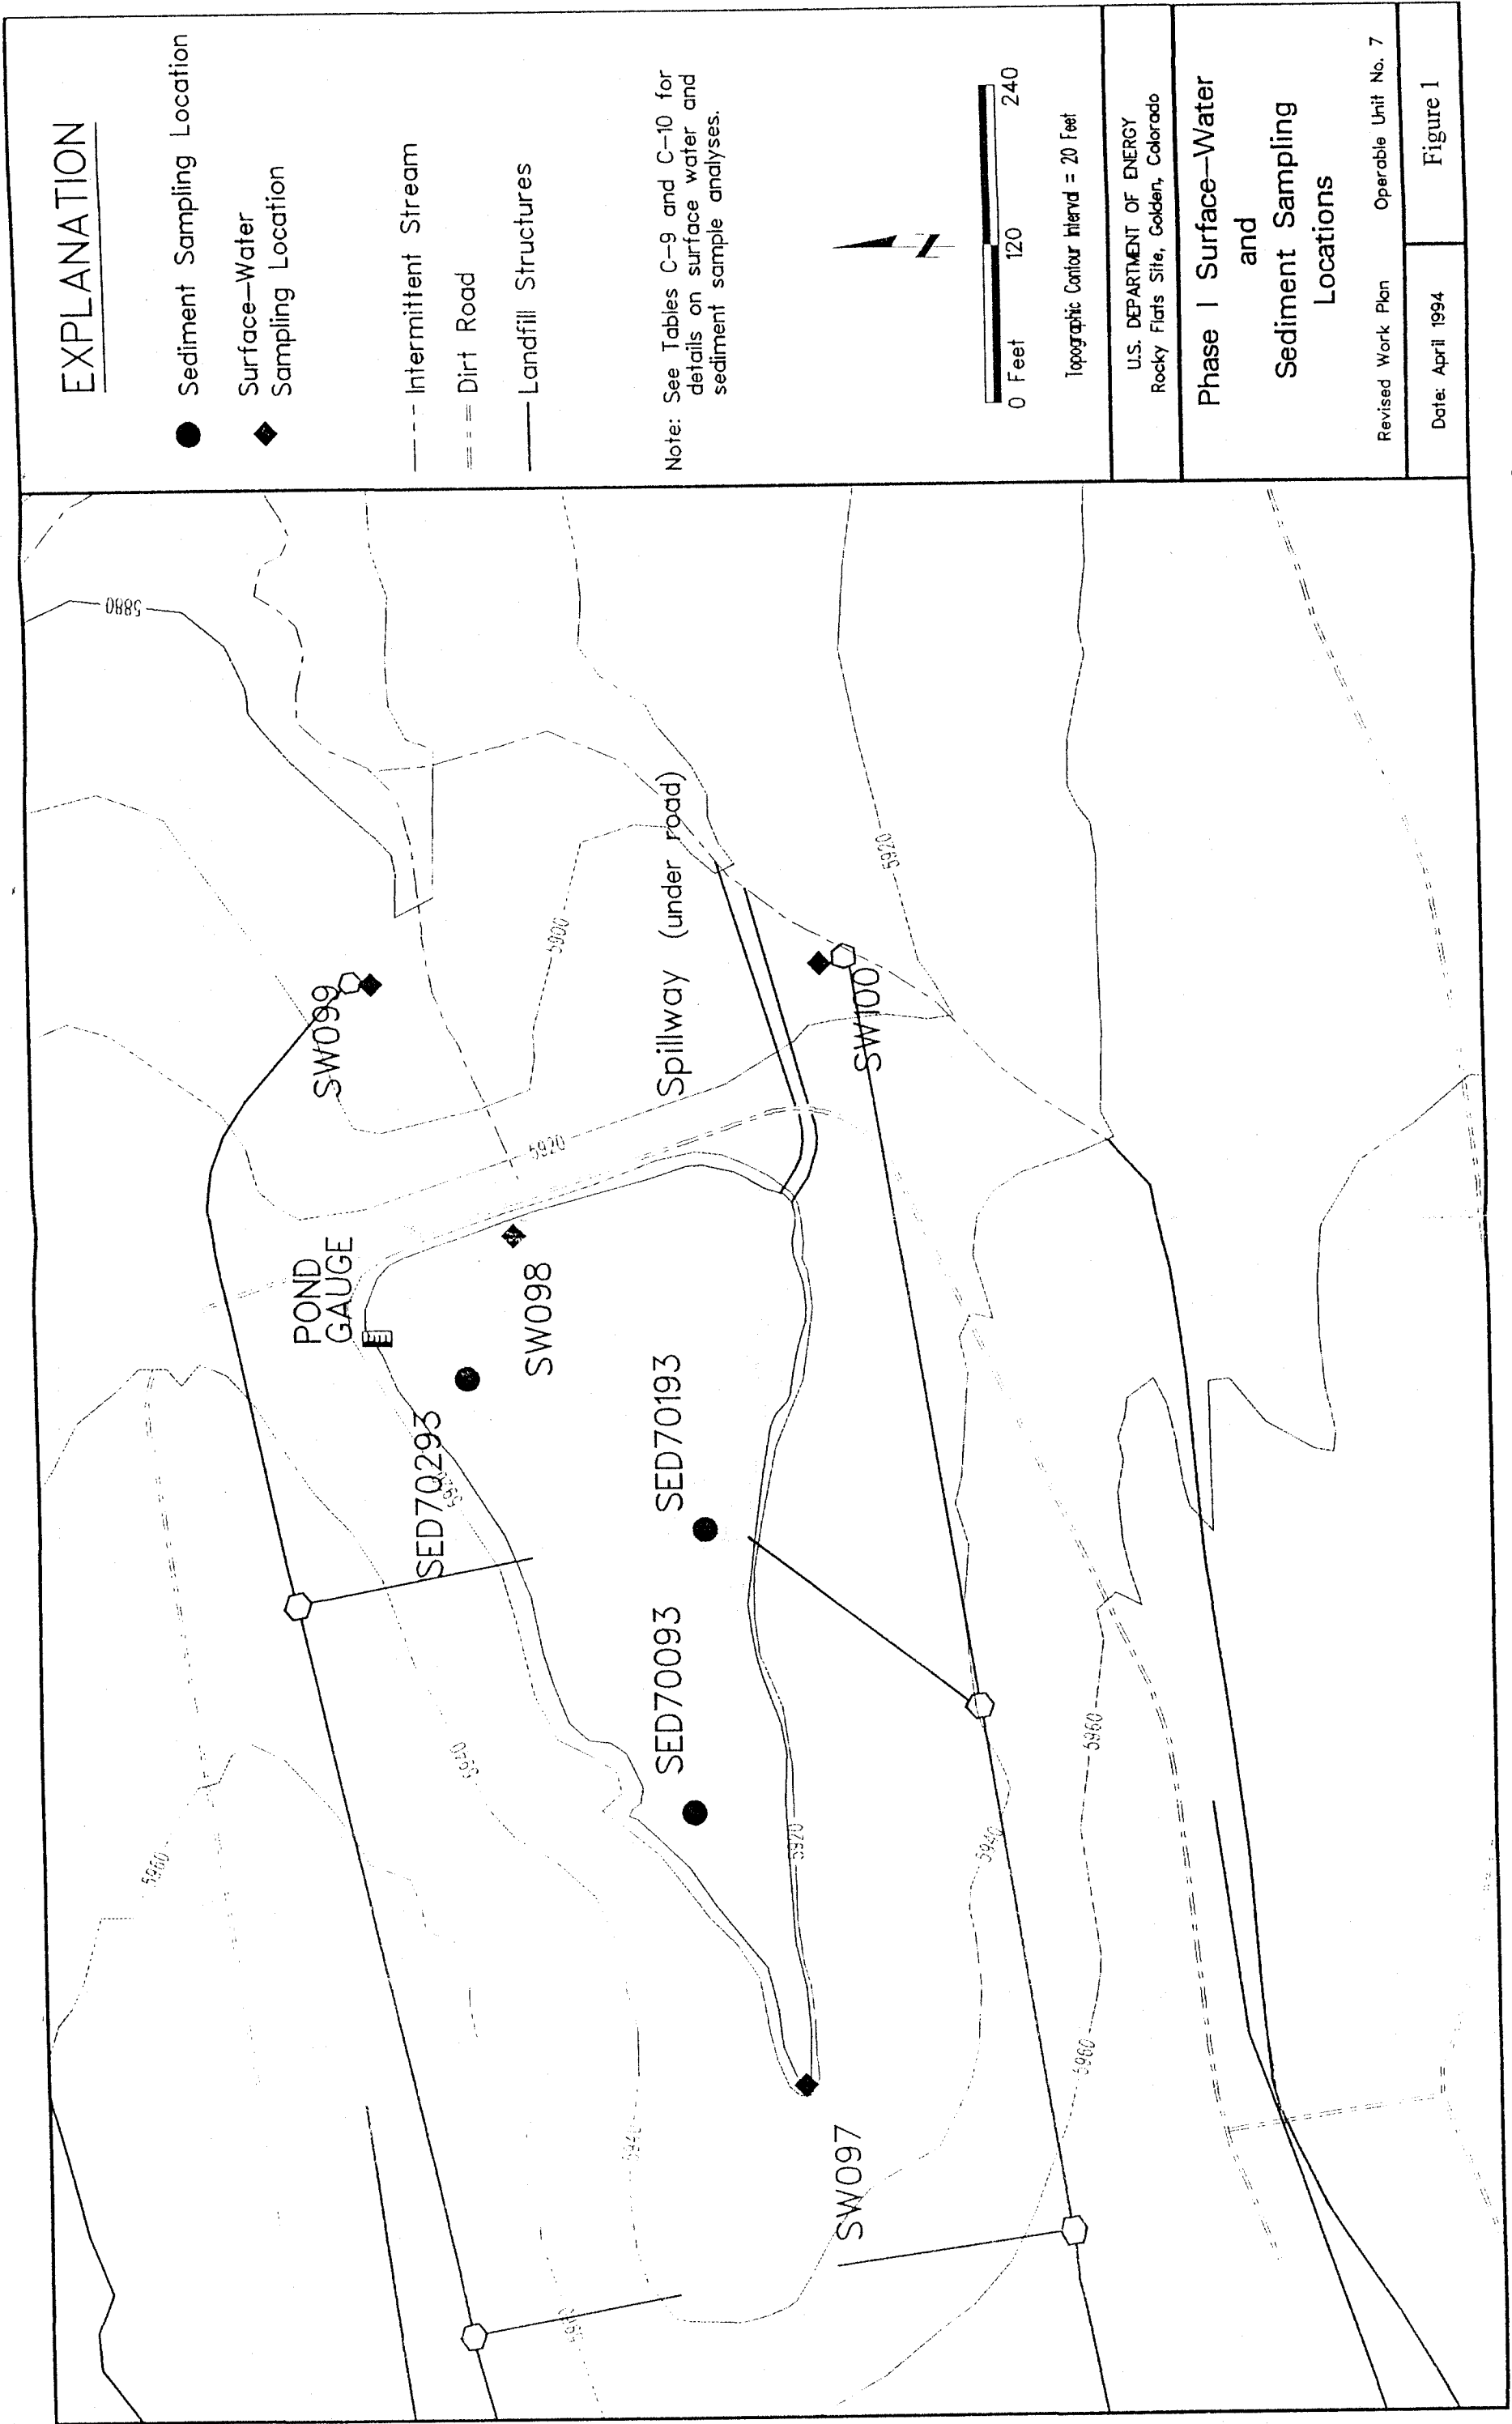 EXPLANATION
Sediment Sampling Location
Surface-Water
Sampling Location
Intermittent Stream
Dirt Road
Landfill Structures
Note: See Tables C-9 and C-10 for
details on surface water and
sediment sample analyses.
0 Feet 120 240
Topographic Contour Interval = 20 Feet
U.S. DEPARTMENT OF ENERGY
Rocky Flats Site, Golden, Colorado
Phase I Surface-Water
and
Sediment Sampling
Locations
Revised Work Plan Operable Unit No. 7
Date: April 1994 Figure 1
5880
SW099
5900
Spillway (under road)
5920
SW100
5920
POND
GAUGE
SW098
SED70293
SED70193
SED70093
5960
5940
5920
5940
5960
5960
5940
SW097